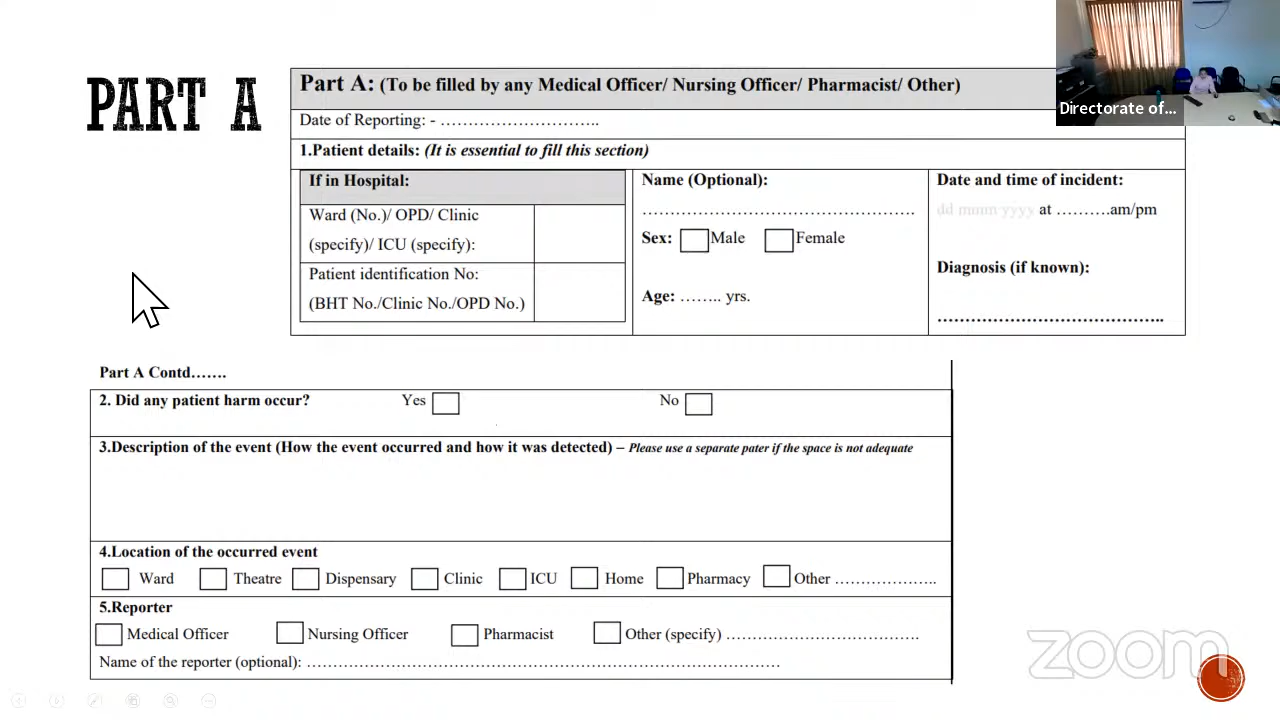 PART A
Directorate of...
Part A: (To be filled by any Medical Officer/ Nursing Officer/ Pharmacist/ Other)
Date of Reporting: - ………………………..
1.Patient details: (It is essential to fill this section)
If in Hospital:
Ward (No.)/ OPD/ Clinic
(specify)/ ICU (specify):
Patient identification No:
(BHT No./Clinic No./OPD No.)
Name (Optional):
………………………………………….
Sex: Male Female
Age: …….. yrs.
Date and time of incident:
dd mmm yyyy at ……….am/pm
Diagnosis (if known):
…………………………………..
Part A Contd…….
2. Did any patient harm occur? Yes No
3.Description of the event (How the event occurred and how it was detected) – Please use a separate pater if the space is not adequate
4.Location of the occurred event
Ward Theatre Dispensary Clinic ICU Home Pharmacy Other ………………..
5.Reporter
Medical Officer Nursing Officer Pharmacist Other (specify) …………………………….
Name of the reporter (optional): …………………………………………………………………………
zoom